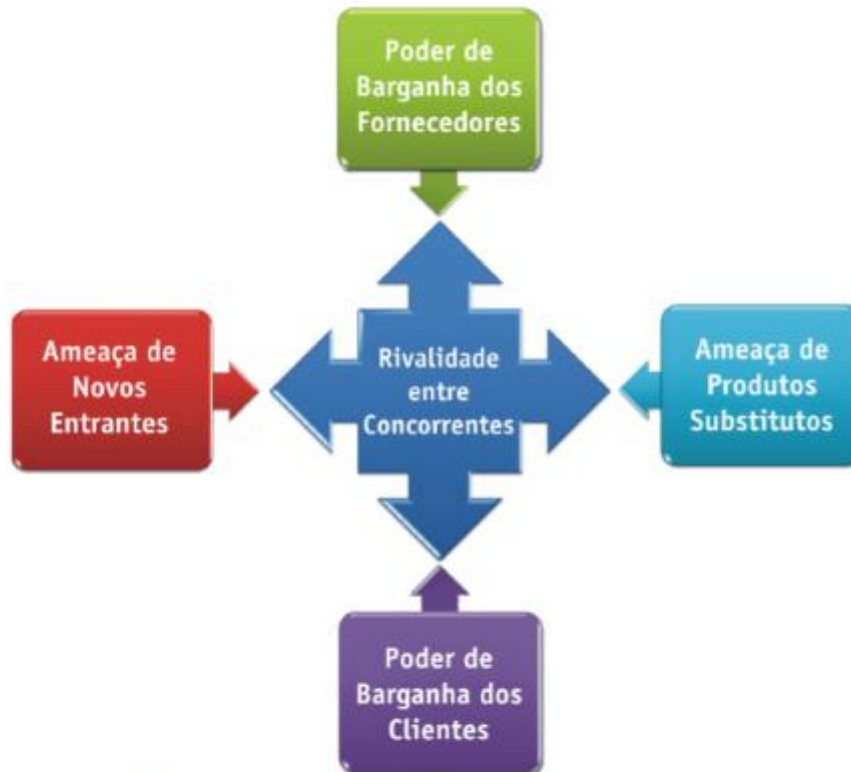 Poder de
Barganha dos
Fornecedores
Ameaça de
Novos
Entrantes
Rivalidade
entre
Concorrentes
Ameaça de
Produtos
Substitutos
Poder de
Barganha dos
Clientes